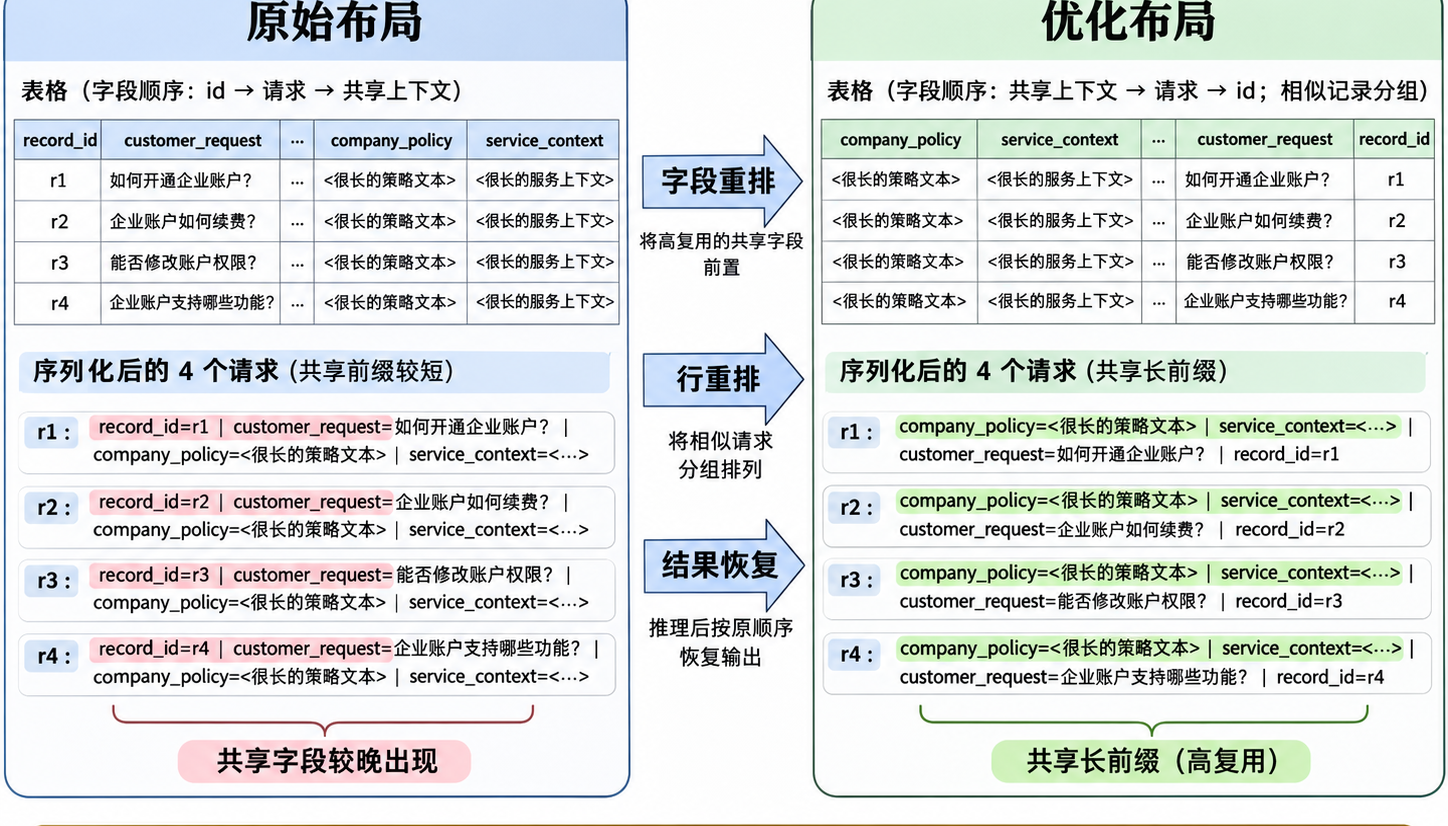 原始布局
表格（字段顺序：id → 请求 → 共享上下文）
record_id customer_request ... company_policy service_context
r1 如何开通企业账户？ ... <很长的策略文本> <很长的服务上下文>
r2 企业账户如何续费？ ... <很长的策略文本> <很长的服务上下文>
r3 能否修改账户权限？ ... <很长的策略文本> <很长的服务上下文>
r4 企业账户支持哪些功能？ ... <很长的策略文本> <很长的服务上下文>
序列化后的 4 个请求 (共享前缀较短)
r1： record_id=r1 | customer_request=如何开通企业账户？ |
company_policy=<很长的策略文本> | service_context=<…>
r2： record_id=r2 | customer_request=企业账户如何续费？ |
company_policy=<很长的策略文本> | service_context=<…>
r3： record_id=r3 | customer_request=能否修改账户权限？ |
company_policy=<很长的策略文本> | service_context=<…>
r4： record_id=r4 | customer_request=企业账户支持哪些功能？ |
company_policy=<很长的策略文本> | service_context=<…>
共享字段较晚出现
字段重排
将高复用的共享字段
前置
行重排
将相似请求
分组排列
结果恢复
推理后按原顺序
恢复输出
优化布局
表格（字段顺序：共享上下文 → 请求 → id；相似记录分组）
company_policy service_context ... customer_request record_id
<很长的策略文本> <很长的服务上下文> ... 如何开通企业账户？ r1
<很长的策略文本> <很长的服务上下文> ... 企业账户如何续费？ r2
<很长的策略文本> <很长的服务上下文> ... 能否修改账户权限？ r3
<很长的策略文本> <很长的服务上下文> ... 企业账户支持哪些功能？ r4
序列化后的 4 个请求 (共享长前缀)
r1： company_policy=<很长的策略文本> | service_context=<…> |
customer_request=如何开通企业账户？ | record_id=r1
r2： company_policy=<很长的策略文本> | service_context=<…> |
customer_request=企业账户如何续费？ | record_id=r2
r3： company_policy=<很长的策略文本> | service_context=<…> |
customer_request=能否修改账户权限？ | record_id=r3
r4： company_policy=<很长的策略文本> | service_context=<…> |
customer_request=企业账户支持哪些功能？ | record_id=r4
共享长前缀（高复用）